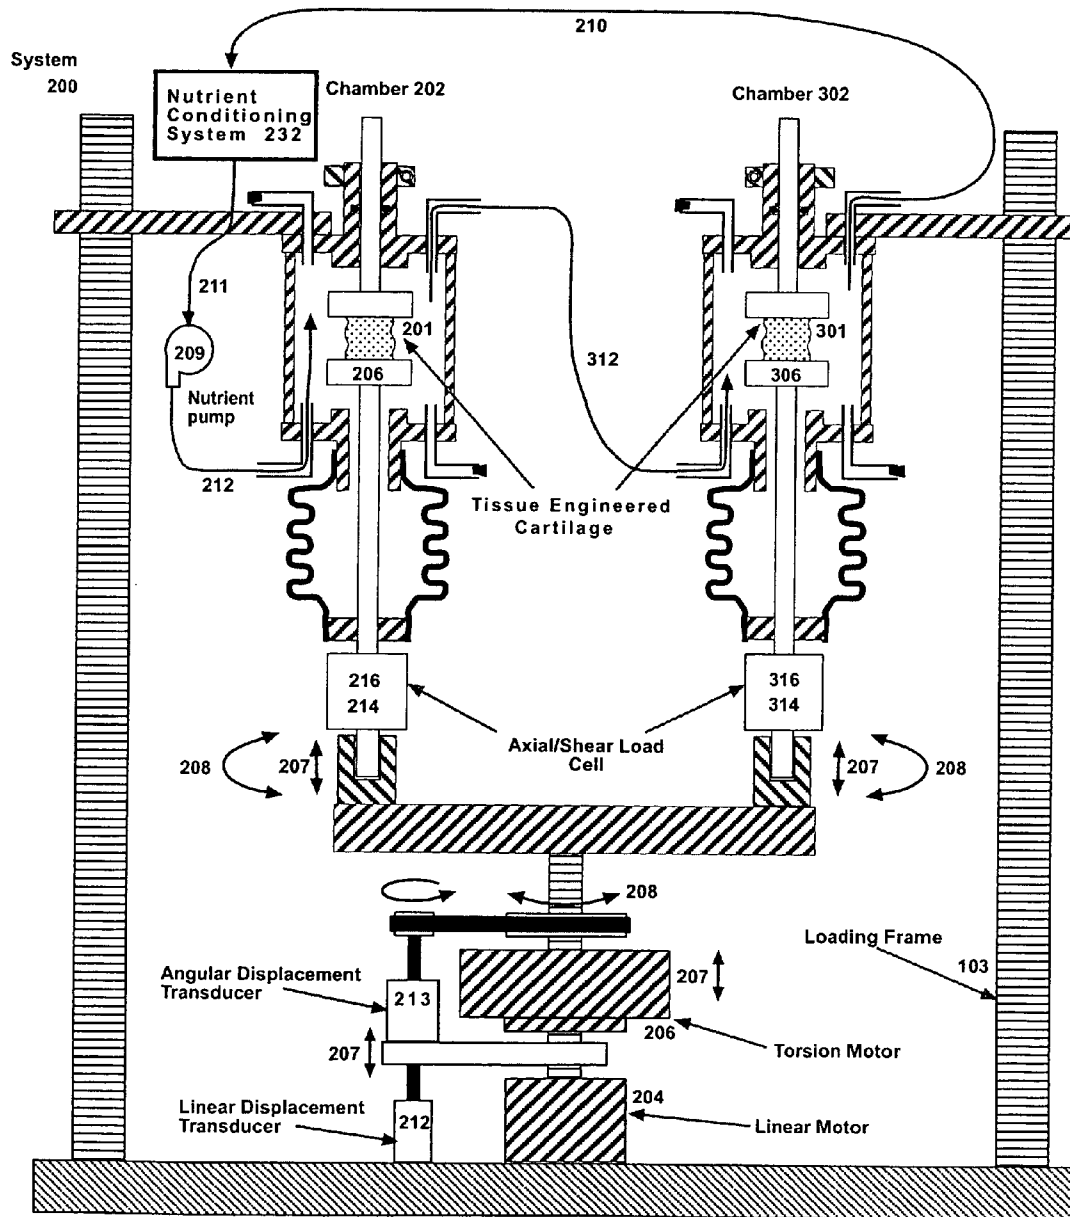 210
System
200
Nutrient
Conditioning
System 232
Chamber 202
Chamber 302
211
209
Nutrient
pump
212
201
206
312
301
306
Tissue Engineered
Cartilage
216
214
316
314
Axial/Shear Load
Cell
208
207
207
208
208
Loading Frame
103
Angular Displacement
Transducer
213
207
206
207
Torsion Motor
Linear Displacement
Transducer
212
204
Linear Motor